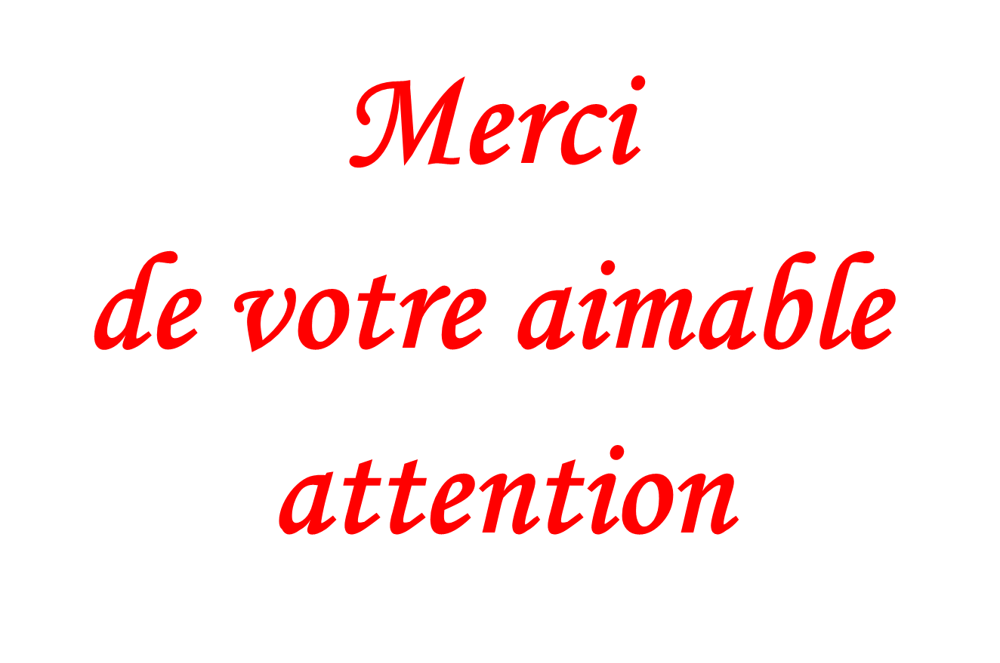 Merci
de votre aimable
attention